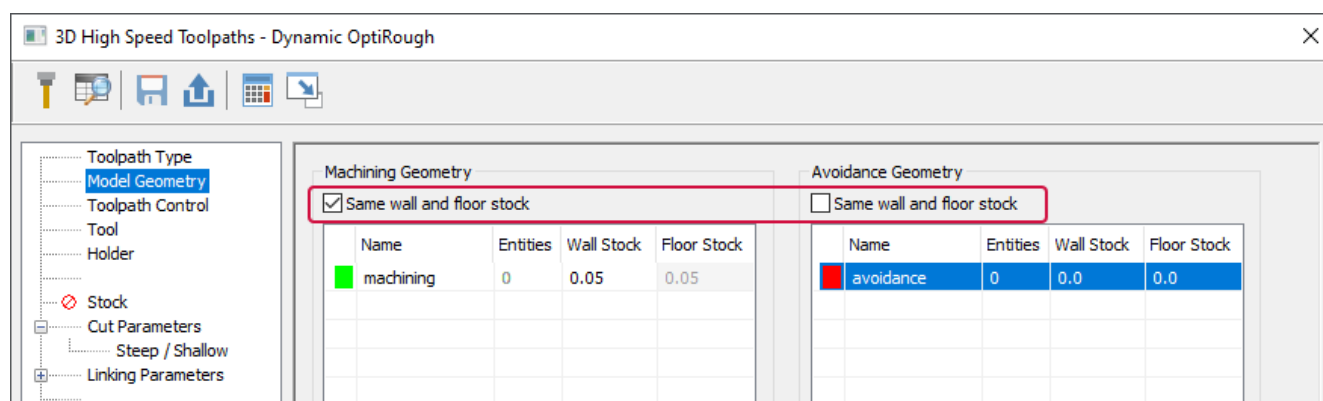 3D High Speed Toolpaths - Dynamic OptiRough
Toolpath Type
Model Geometry
Toolpath Control
Tool
Holder
Stock
Cut Parameters
Steep / Shallow
Linking Parameters
Machining Geometry
Same wall and floor stock
Name Entities Wall Stock Floor Stock
machining 0 0.05 0.05
Avoidance Geometry
Same wall and floor stock
Name Entities Wall Stock Floor Stock
avoidance 0 0.0 0.0